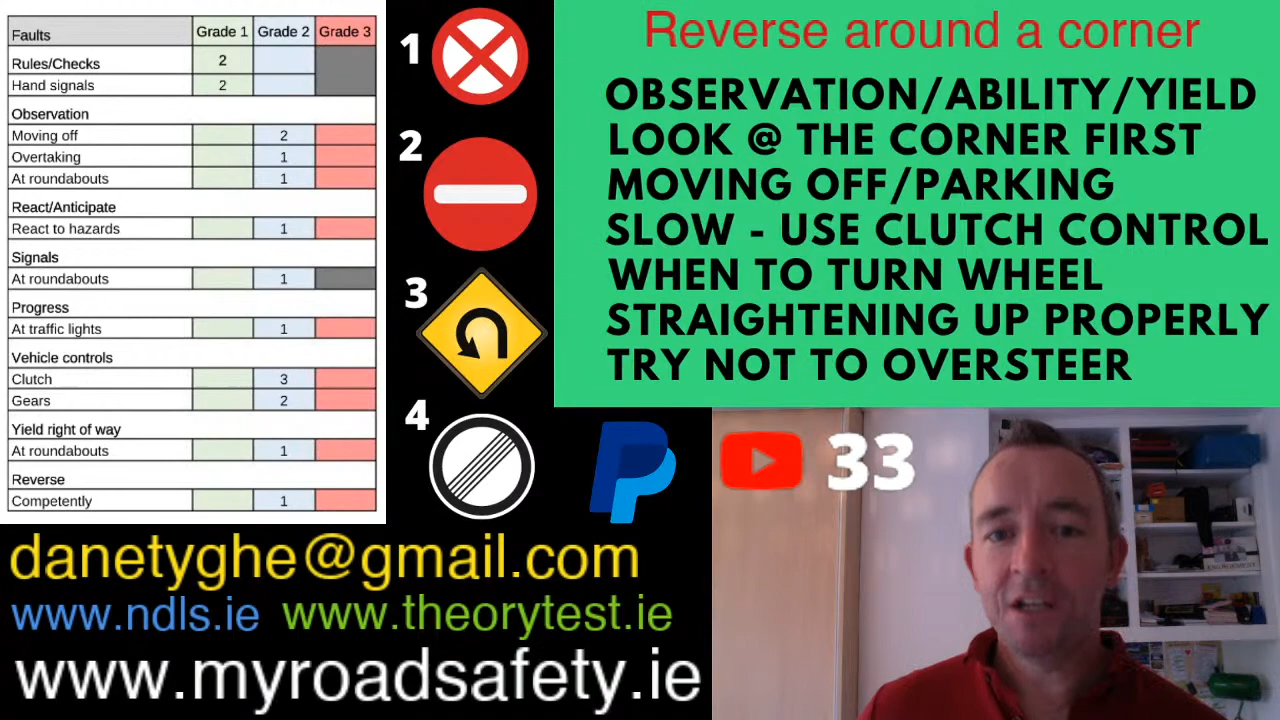 Faults Grade 1 Grade 2 Grade 3
Rules/Checks 2
Hand signals 2
Observation
Moving off 2
Overtaking 1
At roundabouts 1
React/Anticipate
React to hazards 1
Signals
At roundabouts 1
Progress
At traffic lights 1
Vehicle controls
Clutch 3
Gears 2
Yield right of way
At roundabouts 1
Reverse
Competently 1
1
2
3
4
Reverse around a corner
OBSERVATION/ABILITY/YIELD
LOOK @ THE CORNER FIRST
MOVING OFF/PARKING
SLOW - USE CLUTCH CONTROL
WHEN TO TURN WHEEL
STRAIGHTENING UP PROPERLY
TRY NOT TO OVERSTEER
33
danetyghe@gmail.com
www.ndls.ie www.theorytest.ie
www.myroadsafety.ie